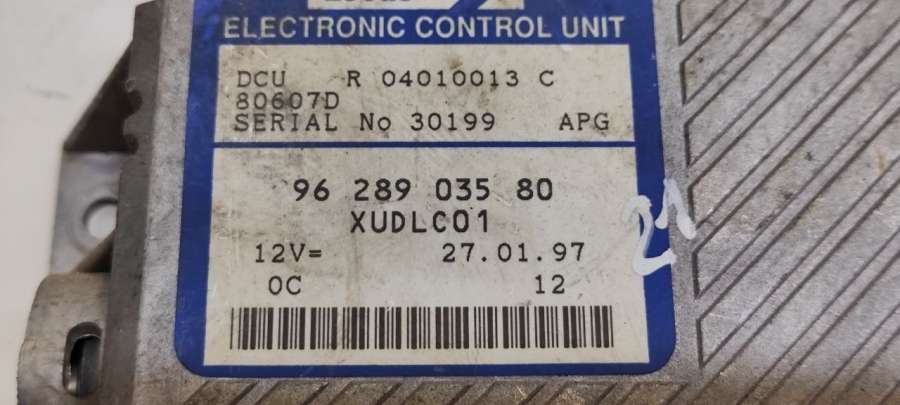 ELECTRONIC CONTROL UNIT
DCU R 04010013 C
80607D
SERIAL No 30199 APG
96 289 035 80
XUDLC01
12V= 27.01.97
0C 12
21